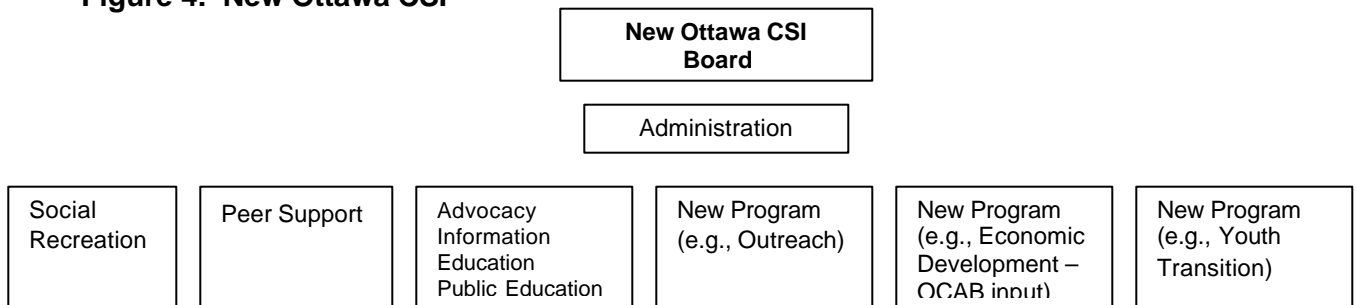 Figure 4. New Ottawa CSI
New Ottawa CSI
Board
Administration
Social
Recreation
Peer Support
Advocacy
Information
Education
Public Education
New Program
(e.g., Outreach)
New Program
(e.g., Economic
Development –
OCAB input)
New Program
(e.g., Youth
Transition)